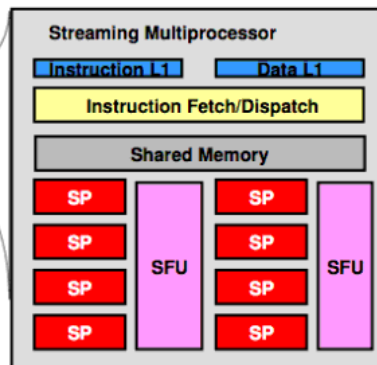 Streaming Multiprocessor
Instruction L1 Data L1
Instruction Fetch/Dispatch
Shared Memory
SP SP
SP SP
SFU SFU
SP SP
SP SP